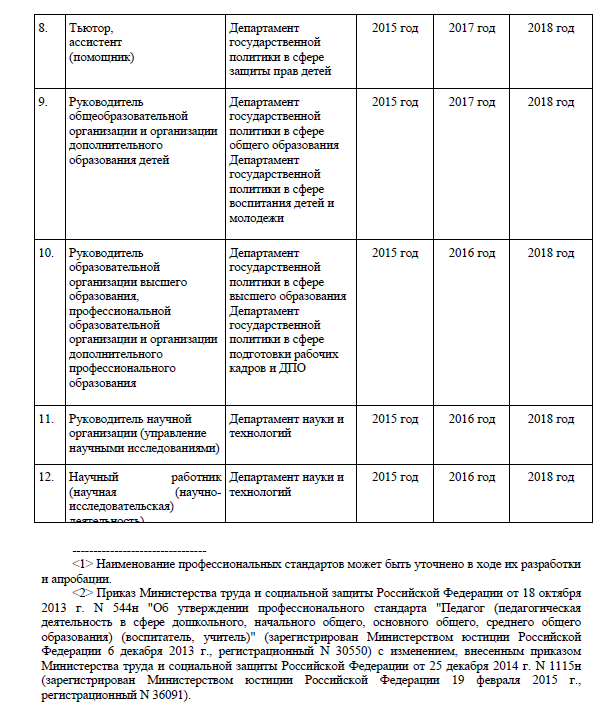 8. Тьютор, Департамент 2015 год 2017 год 2018 год
ассистент государственной
(помощник) политики в сфере
защиты прав детей
9. Руководитель Департамент 2015 год 2017 год 2018 год
общеобразовательной государственной
организации и организации политики в сфере
дополнительного общего образования
образования детей Департамент
государственной
политики в сфере
воспитания детей и
молодежи
10. Руководитель Департамент 2015 год 2016 год 2018 год
образовательной государственной
организации высшего политики в сфере
образования, высшего образования
профессиональной Департамент
образовательной государственной
организации и организации политики в сфере
дополнительного подготовки рабочих
профессионального кадров и ДПО
образования
11. Руководитель научной Департамент науки и 2015 год 2016 год 2018 год
организации (управление технологий
научными исследованиями)
12. Научный работник Департамент науки и 2015 год 2016 год 2018 год
(научная (научно- технологий
исследовательская)
деятельность)
--------------------------------
<1> Наименование профессиональных стандартов может быть уточнено в ходе их разработки
и апробации.
<2> Приказ Министерства труда и социальной защиты Российской Федерации от 18 октября
2013 г. N 544н "Об утверждении профессионального стандарта "Педагог (педагогическая
деятельность в сфере дошкольного, начального общего, основного общего, среднего общего
образования) (воспитатель, учитель)" (зарегистрирован Министерством юстиции Российской
Федерации 6 декабря 2013 г., регистрационный N 30550) с изменением, внесенным приказом
Министерства труда и социальной защиты Российской Федерации от 25 декабря 2014 г. N 1115н
(зарегистрирован Министерством юстиции Российской Федерации 19 февраля 2015 г.,
регистрационный N 36091).